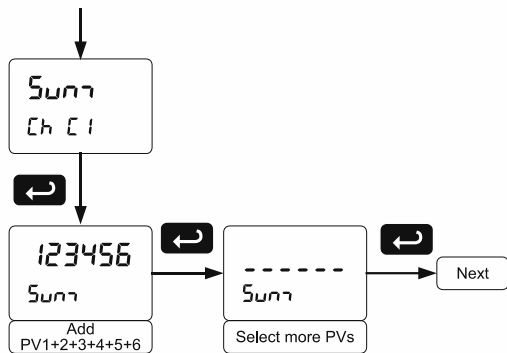 Sum
Ch C1
123456
Sum
Add
PV1+2+3+4+5+6
------
Sum
Select more PVs
Next